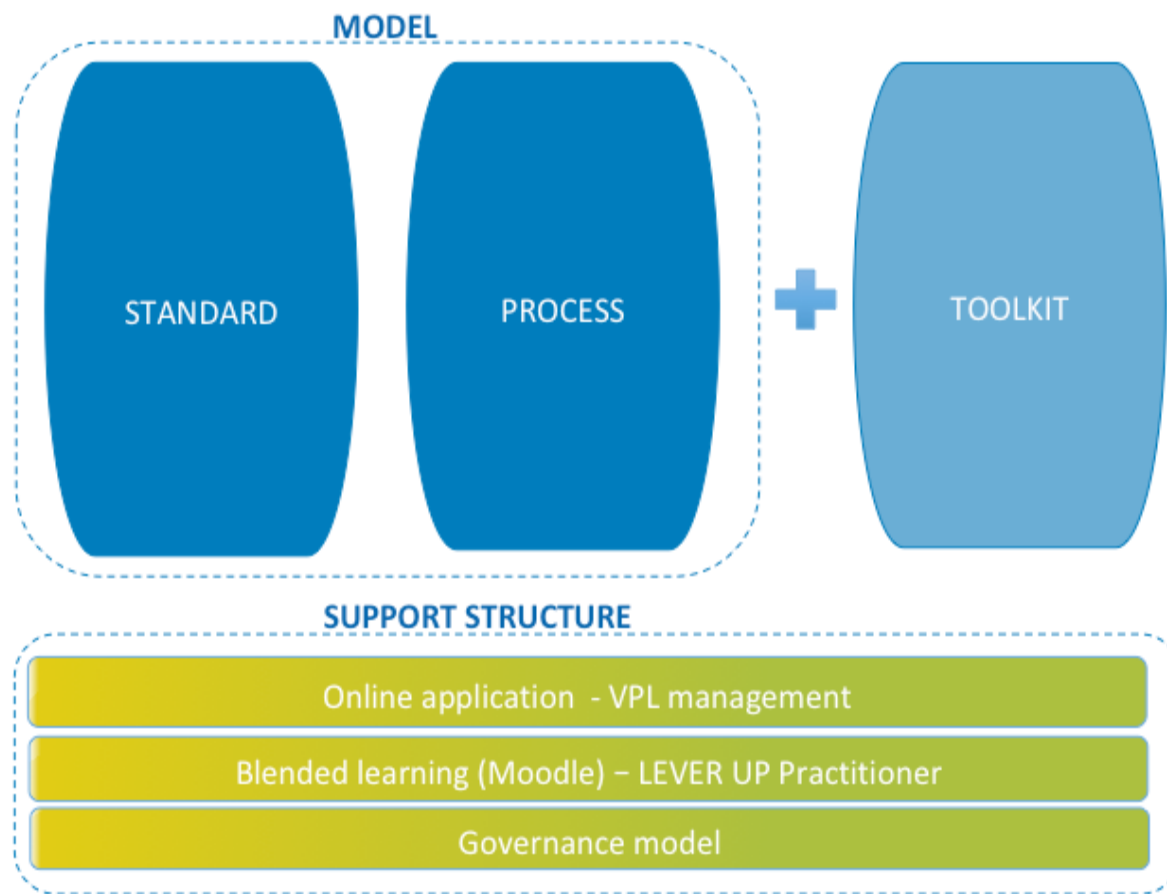 MODEL
STANDARD
PROCESS
TOOLKIT
SUPPORT STRUCTURE
Online application - VPL management
Blended learning (Moodle) – LEVER UP Practitioner
Governance model